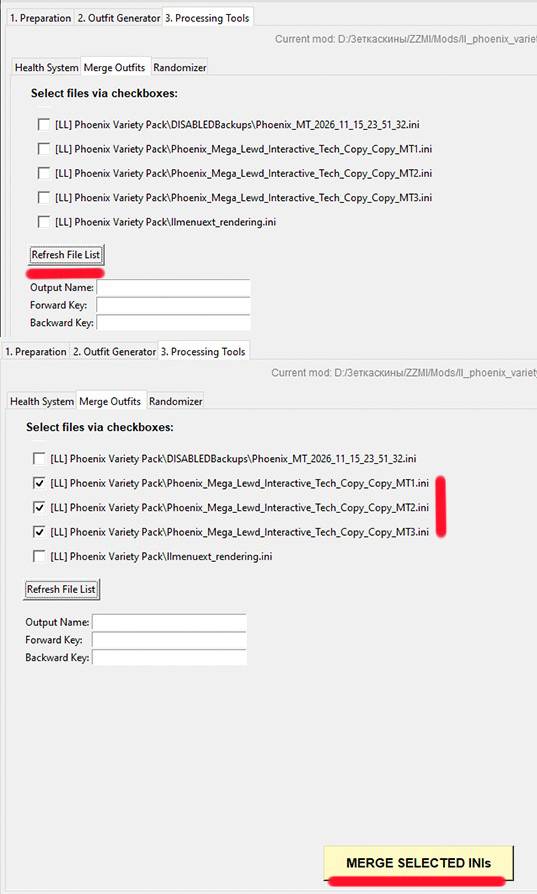 1. Preparation 2. Outfit Generator 3. Processing Tools
Current mod: D:/Зеткаскины/ZZMI/Mods/ll_phoenix_variet
Health System Merge Outfits Randomizer
Select files via checkboxes:
[LL] Phoenix Variety Pack\DISABLEDBackups\Phoenix_MT_2026_11_15_23_51_32.ini
[LL] Phoenix Variety Pack\Phoenix_Mega_Lewd_Interactive_Tech_Copy_Copy_MT1.ini
[LL] Phoenix Variety Pack\Phoenix_Mega_Lewd_Interactive_Tech_Copy_Copy_MT2.ini
[LL] Phoenix Variety Pack\Phoenix_Mega_Lewd_Interactive_Tech_Copy_Copy_MT3.ini
[LL] Phoenix Variety Pack\llmenuext_rendering.ini
Refresh File List
Output Name:
Forward Key:
Backward Key:
1. Preparation 2. Outfit Generator 3. Processing Tools
Current mod: D:/Зеткаскины/ZZMI/Mods/ll_phoenix_variety
Health System Merge Outfits Randomizer
Select files via checkboxes:
[LL] Phoenix Variety Pack\DISABLEDBackups\Phoenix_MT_2026_11_15_23_51_32.ini
[LL] Phoenix Variety Pack\Phoenix_Mega_Lewd_Interactive_Tech_Copy_Copy_MT1.ini
[LL] Phoenix Variety Pack\Phoenix_Mega_Lewd_Interactive_Tech_Copy_Copy_MT2.ini
[LL] Phoenix Variety Pack\Phoenix_Mega_Lewd_Interactive_Tech_Copy_Copy_MT3.ini
[LL] Phoenix Variety Pack\llmenuext_rendering.ini
Refresh File List
Output Name:
Forward Key:
Backward Key:
MERGE SELECTED INIs